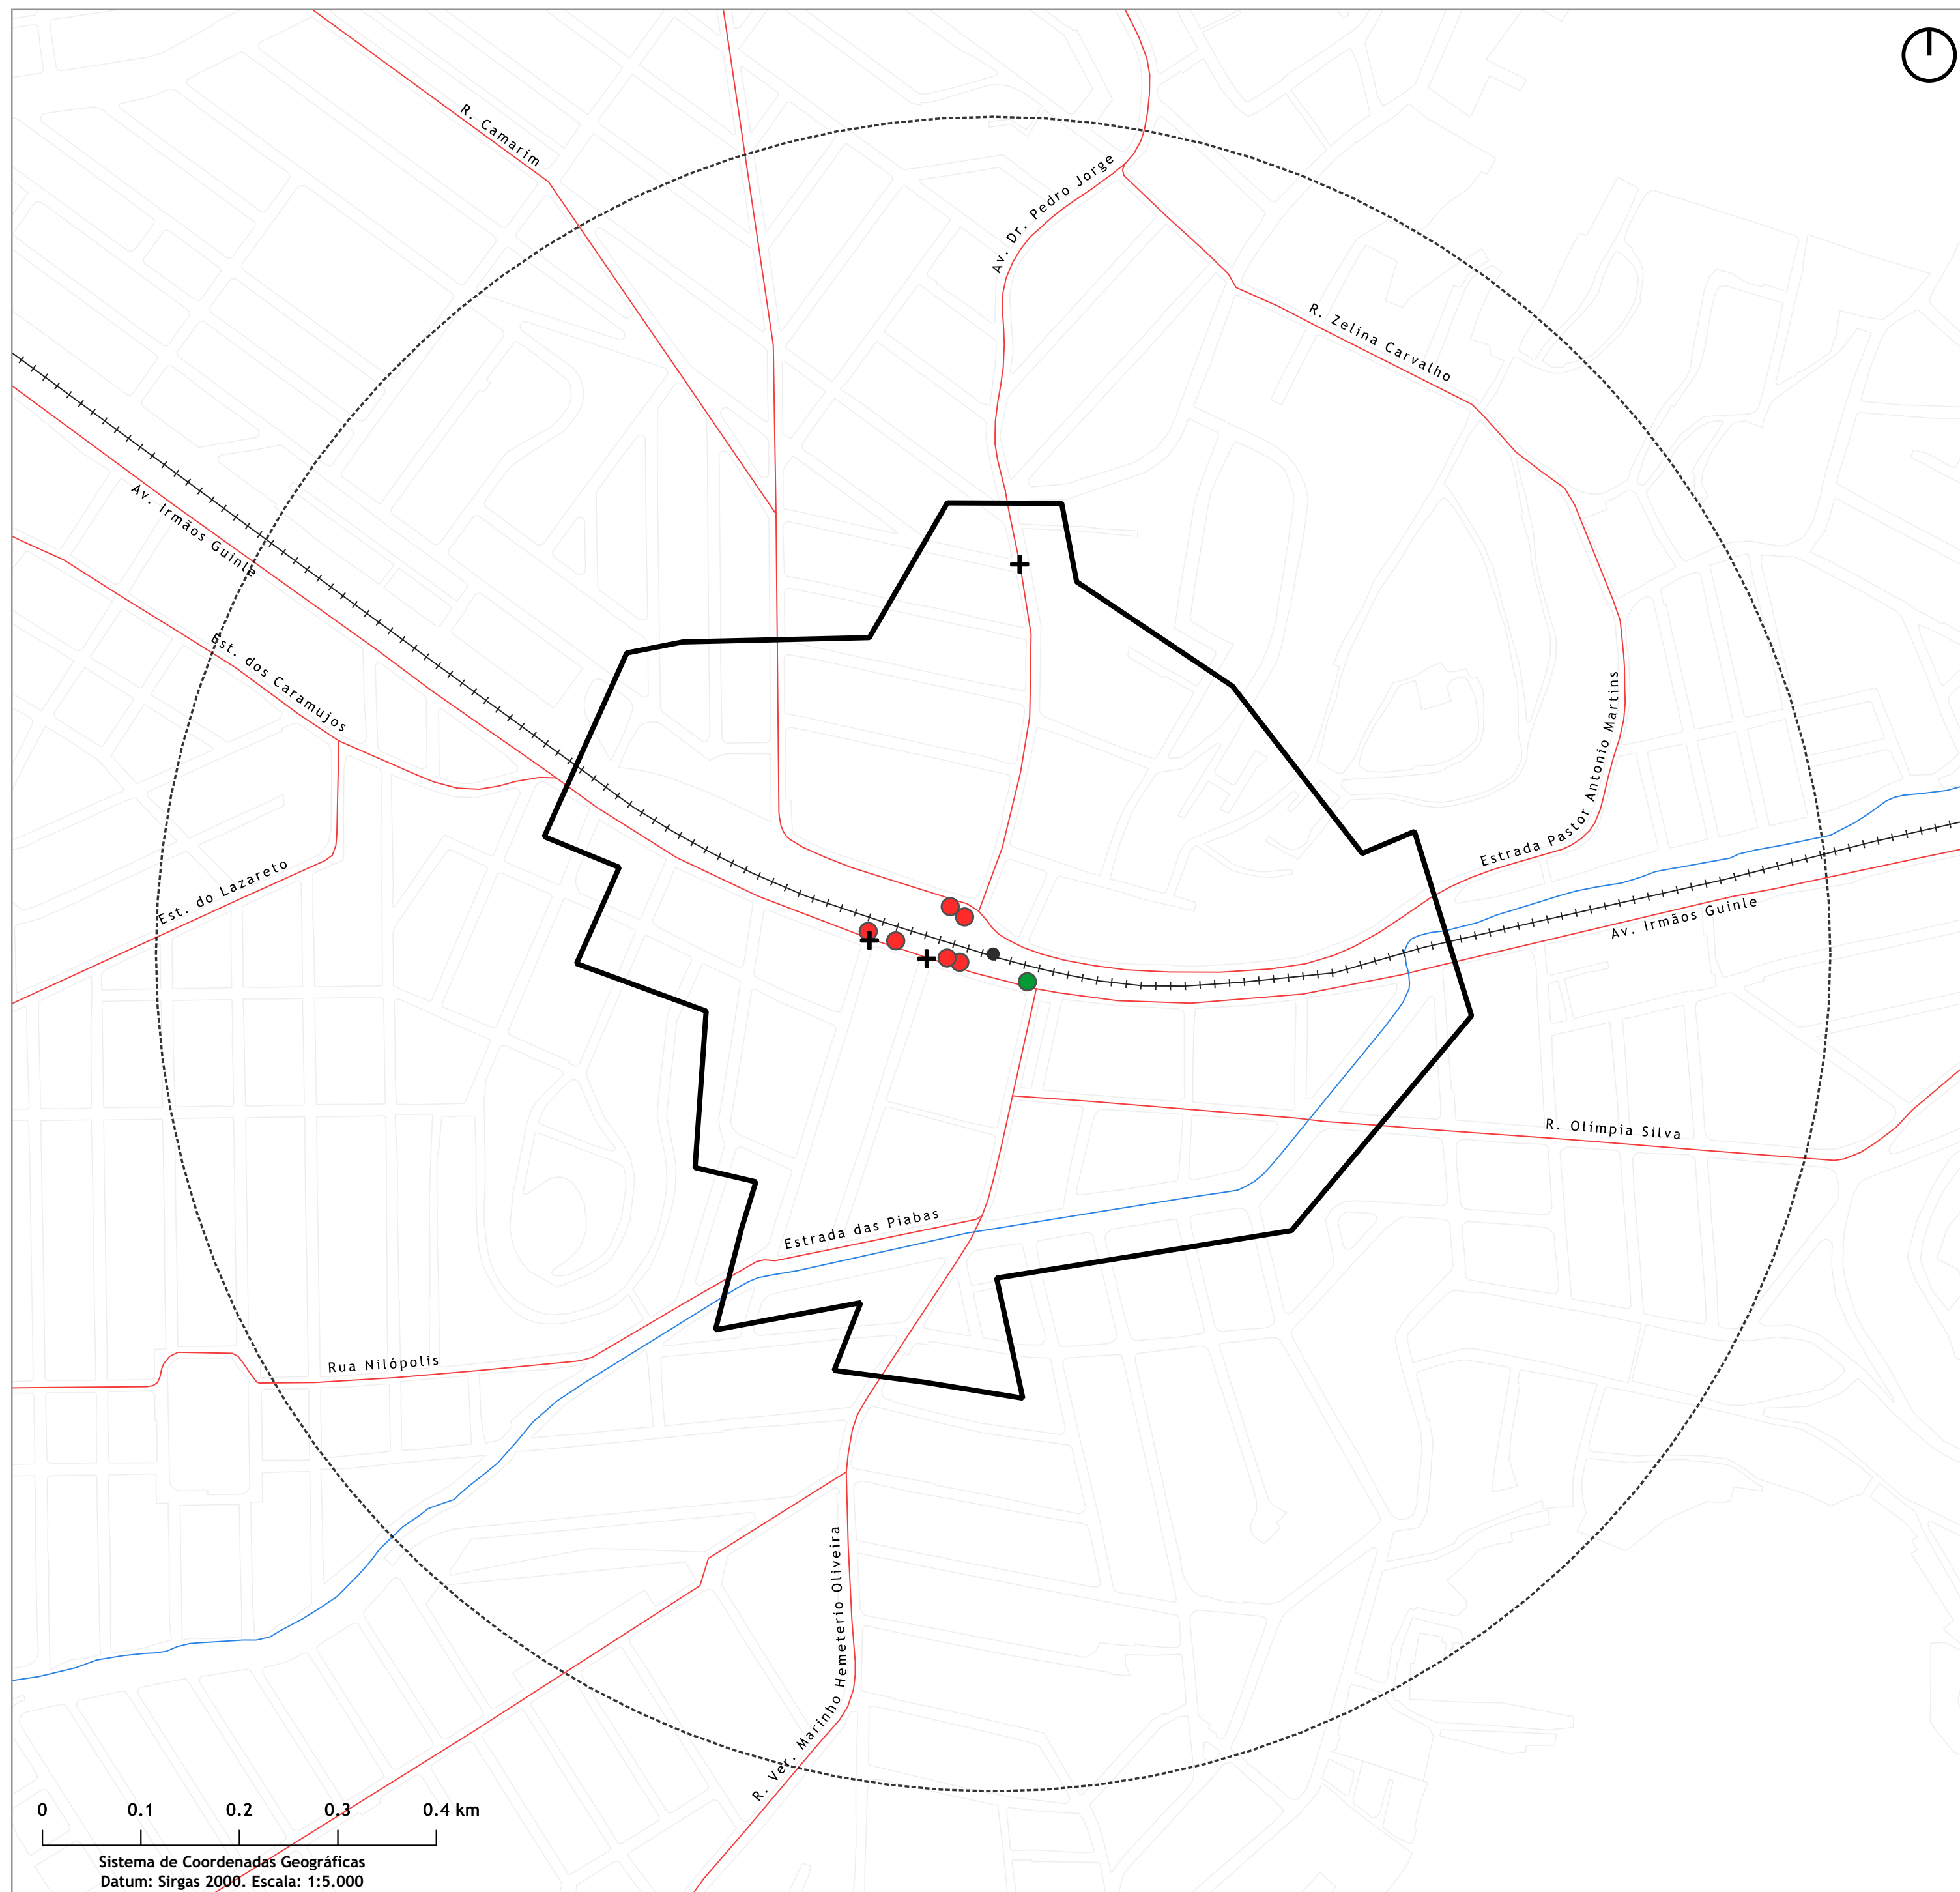 R. Camarim
Av. Dr. Pedro Jorge
R. Zelina Carvalho
Av. Irmãos Guinle
Est. dos Caramujos
Estrada Pastor Antonio Martins
Est. do Lazareto
Av. Irmãos Guinle
R. Olímpia Silva
Estrada das Piabas
Rua Nilópolis
R. Ver. Marinho Hemeterio Oliveira
0 0.1 0.2 0.3 0.4 km
Sistema de Coordenadas Geográficas
Datum: Sirgas 2000. Escala: 1:5.000